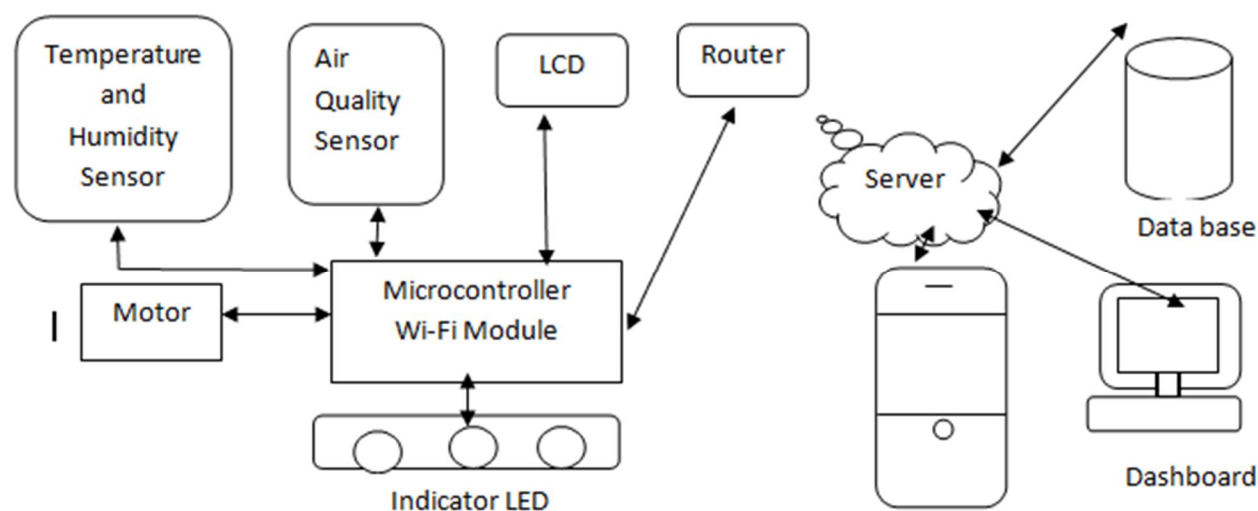 Temperature
and
Humidity
Sensor
Air
Quality
Sensor
LCD
Router
Server
Data base
Motor
Microcontroller
Wi-Fi Module
Indicator LED
Dashboard